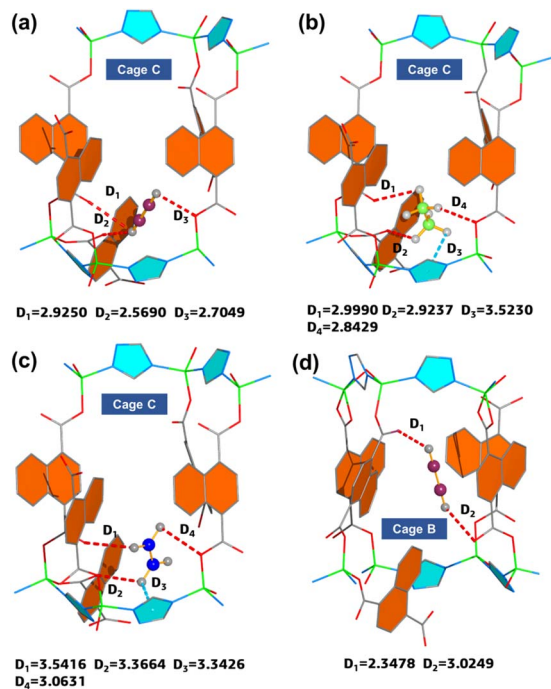 (a)
Cage C
D1
D2
D3
D₁=2.9250 D₂=2.5690 D₃=2.7049
(b)
Cage C
D1
D4
D2
D3
D₁=2.9990 D₂=2.9237 D₃=3.5230
D₄=2.8429
(c)
Cage C
D4
D1
D2
D3
D₁=3.5416 D₂=3.3664 D₃=3.3426
D₄=3.0631
(d)
D1
D2
Cage B
D₁=2.3478 D₂=3.0249